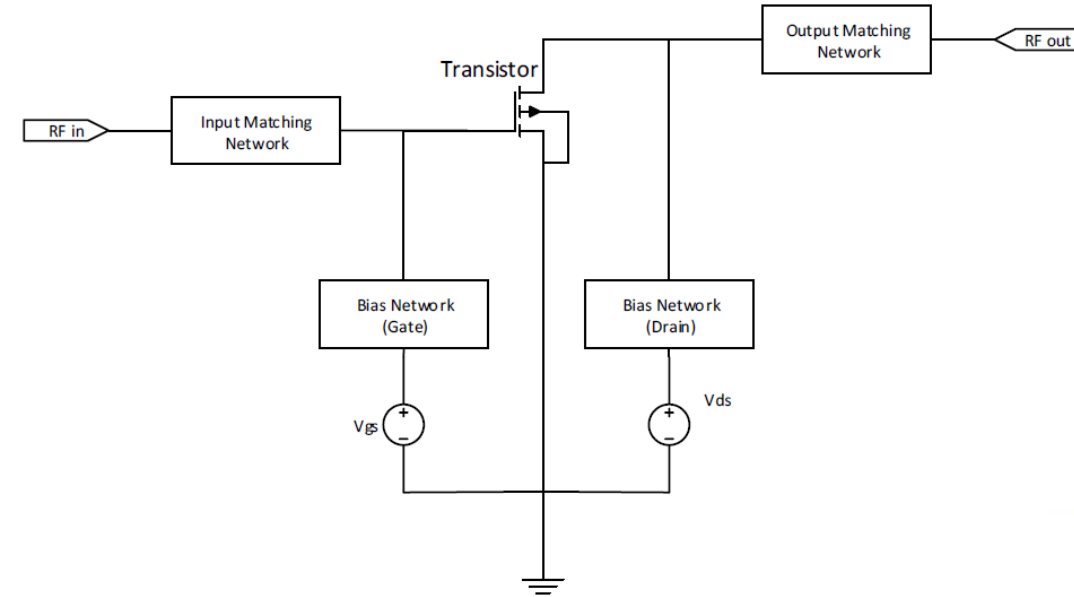 Output Matching
Network
RF out
Transistor
Input Matching
Network
RF in
Bias Network
(Gate)
Bias Network
(Drain)
Vds
Vgs